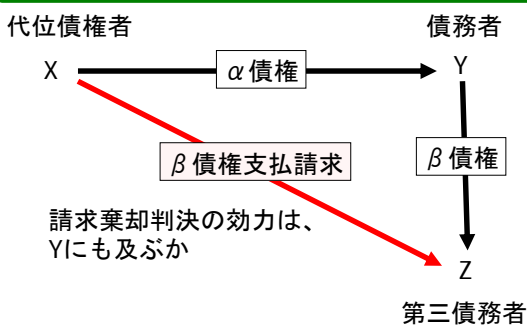 代位債権者
債務者
X
α債権
Y
β債権支払請求
β債権
請求棄却判決の効力は、
Yにも及ぶか
Z
第三債務者